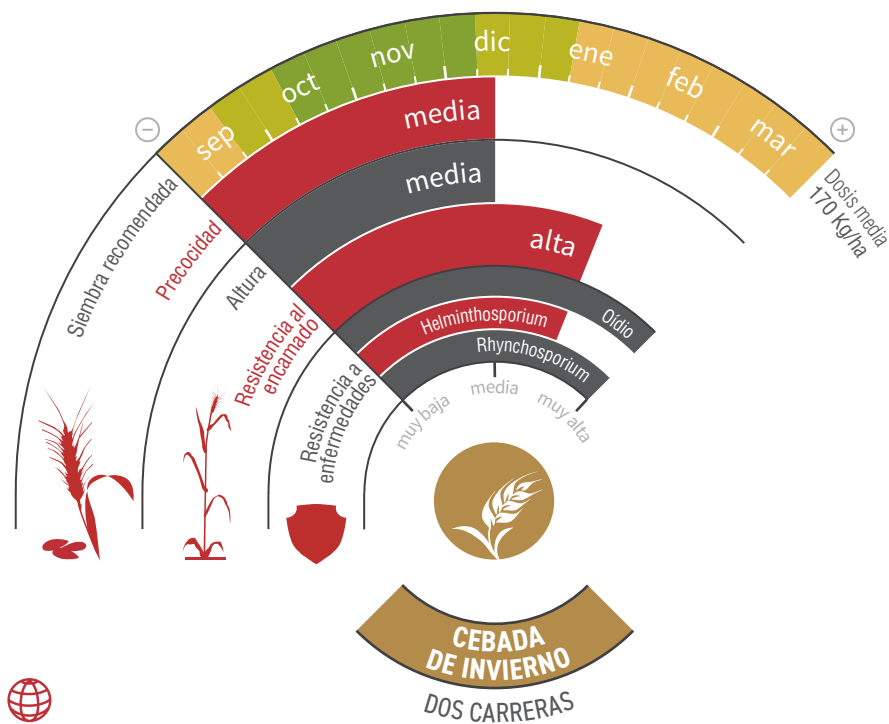 sep
oct
nov
dic
ene
feb
mar
−
+
Dosis media
170 Kg/ha
Siembra recomendada
Precocidad
media
Altura
media
Resistencia al
encamado
alta
Resistencia a
enfermedades
Oídio
Helminthosporium
Rhynchosporium
muy baja
media
muy alta
CEBADA
DE INVIERNO
DOS CARRERAS